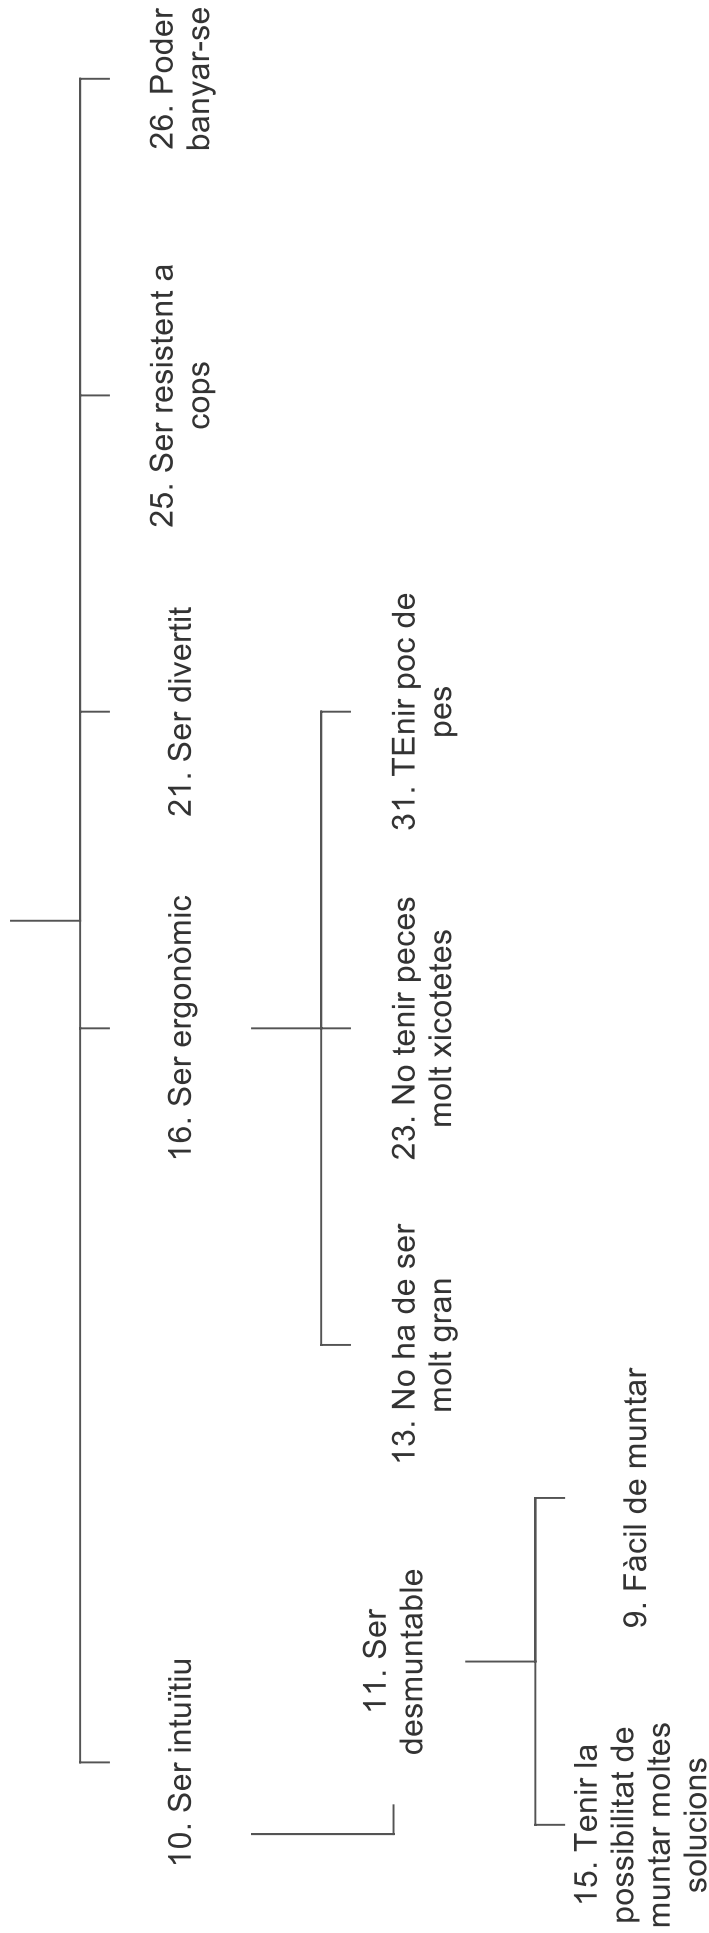 10. Ser intuïtiu
16. Ser ergonòmic
21. Ser divertit
25. Ser resistent a
cops
26. Poder
banyar-se
11. Ser
desmuntable
13. No ha de ser
molt gran
23. No tenir peces
molt xicotetes
31. TEnir poc de
pes
15. Tenir la
possibilitat de
muntar moltes
solucions
9. Fàcil de muntar